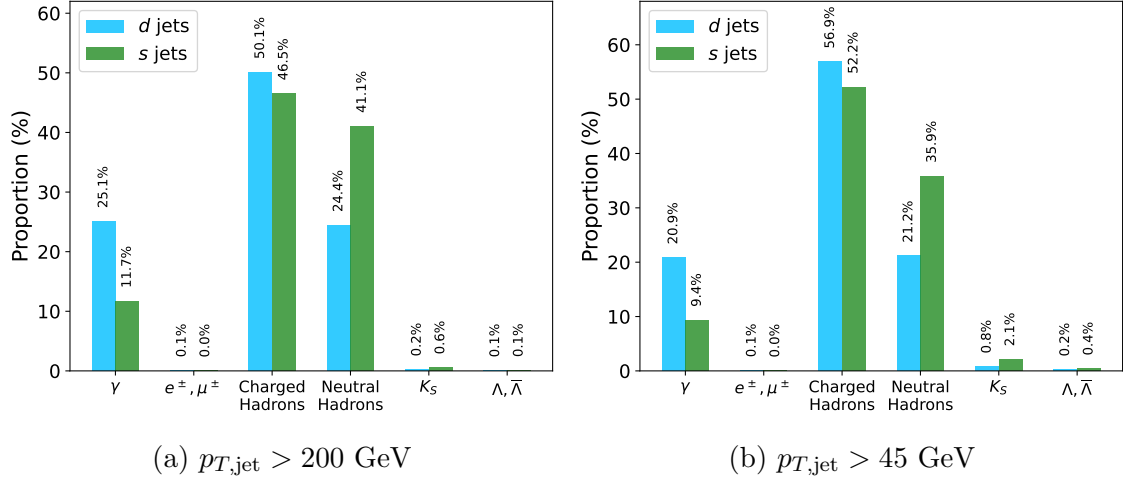 60
50
40
30
20
10
0
Proportion (%)
d jets
s jets
25.1%
11.7%
0.1%
0.0%
50.1%
46.5%
24.4%
41.1%
0.2%
0.6%
0.1%
0.1%
γ
e±, μ±
Charged
Hadrons
Neutral
Hadrons
K_S
Λ, Λ̅
(a) p_{T,jet} > 200 GeV
60
50
40
30
20
10
0
Proportion (%)
d jets
s jets
20.9%
9.4%
0.1%
0.0%
56.9%
52.2%
21.2%
35.9%
0.8%
2.1%
0.2%
0.4%
γ
e±, μ±
Charged
Hadrons
Neutral
Hadrons
K_S
Λ, Λ̅
(b) p_{T,jet} > 45 GeV